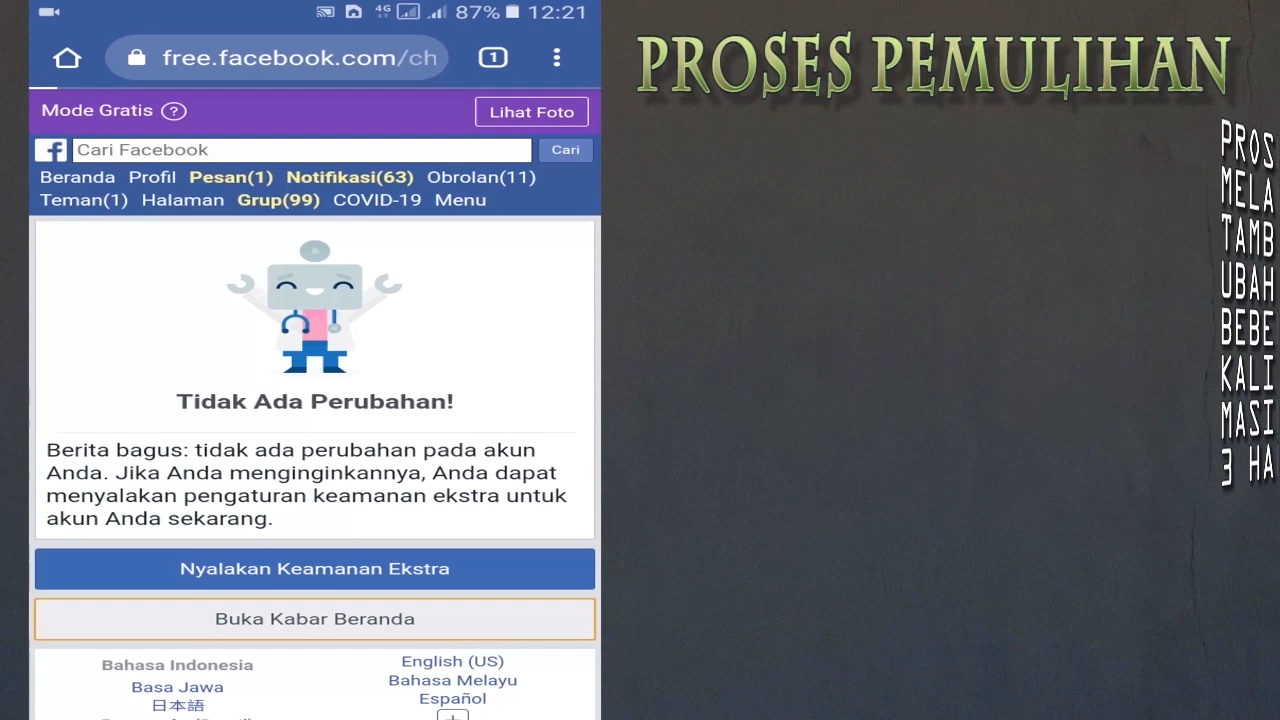 4G 87% 12:21
free.facebook.com/ch
1
Mode Gratis ?
Lihat Foto
Cari Facebook
Cari
Beranda Profil Pesan(1) Notifikasi(63) Obrolan(11)
Teman(1) Halaman Grup(99) COVID-19 Menu
Tidak Ada Perubahan!
Berita bagus: tidak ada perubahan pada akun
Anda. Jika Anda menginginkannya, Anda dapat
menyalakan pengaturan keamanan ekstra untuk
akun Anda sekarang.
Nyalakan Keamanan Ekstra
Buka Kabar Beranda
Bahasa Indonesia
Basa Jawa
日本語
English (US)
Bahasa Melayu
Español
PROSES PEMULIHAN
PROS
MELA
TAMB
UBAH
BEBE
KALI
MASI
3 HA